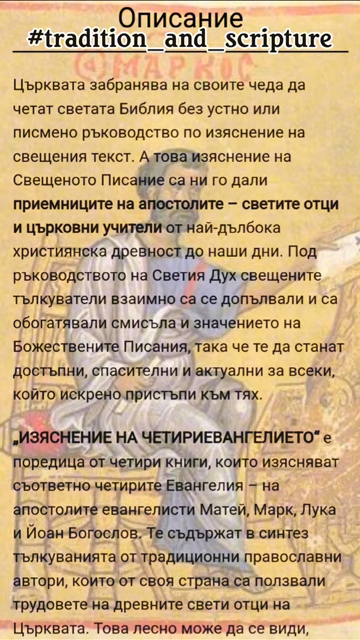 Описание
#tradition_and_scripture
МАРКОС
Църквата забранява на своите чеда да
четат светата Библия без устно или
писмено ръководство по изяснение на
свещения текст. А това изяснение на
Свещеното Писание са ни го дали
приемниците на апостолите – светите отци
и църковни учители от най-дълбока
християнска древност до наши дни. Под
ръководството на Светия Дух свещените
тълкуватели взаимно са се допълвали и са
обогатявали смисъла и значението на
Божествените Писания, така че те да станат
достъпни, спасителни и актуални за всеки,
който искрено пристъпи към тях.
„ИЗЯСНЕНИЕ НА ЧЕТИРИЕВАНГЕЛИЕТО“ е
поредица от четири книги, които изясняват
съответно четирите Евангелия – на
апостолите евангелисти Матей, Марк, Лука
и Йоан Богослов. Те съдържат в синтез
тълкуванията от традиционни православни
автори, които от своя страна са ползвали
трудовете на древните свети отци на
Църквата. Това лесно може да се види,